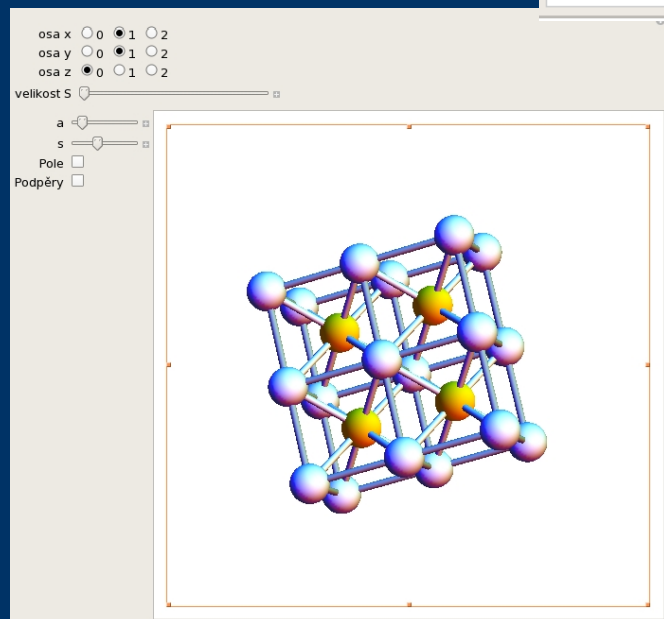 osa x 0 1 2
osa y 0 1 2
osa z 0 1 2
velikost S
a
s
Pole
Podpěry